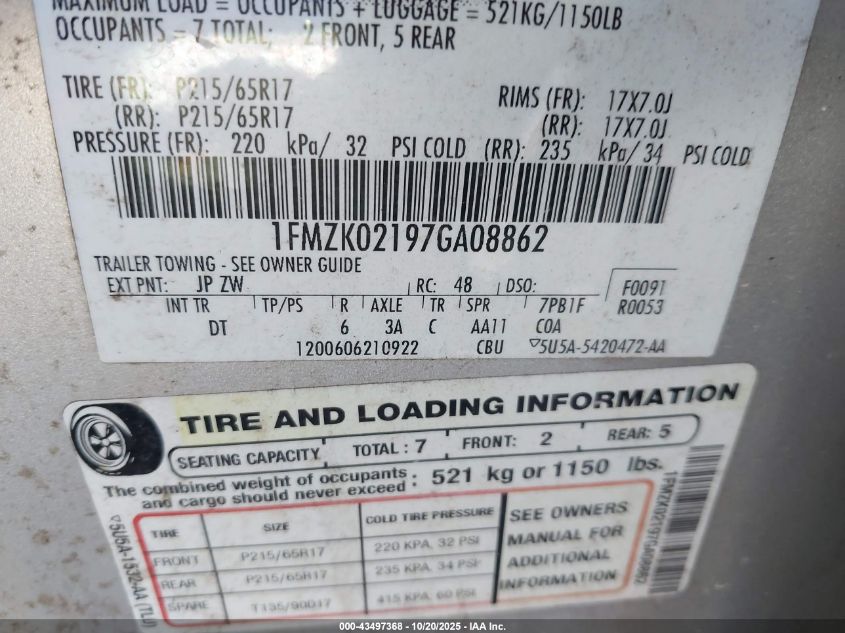 MAXIMUM LOAD = OCCUPANTS + LUGGAGE = 521KG/1150LB
OCCUPANTS = 7 TOTAL; 2 FRONT, 5 REAR
TIRE (FR): P215/65R17 RIMS (FR): 17X7.0J
(RR): P215/65R17 (RR): 17X7.0J
PRESSURE (FR): 220 kPa/ 32 PSI COLD (RR): 235 kPa/ 34 PSI COLD
1FMZK02197GA08862
TRAILER TOWING - SEE OWNER GUIDE
EXT PNT: JP ZW RC: 48 DSO: F0091
INT TR TP/PS R AXLE TR SPR 7PB1F R0053
DT 6 3A C AA11 COA
1200606210922 CBU 5U5A-5420472-AA
TIRE AND LOADING INFORMATION
SEATING CAPACITY TOTAL : 7 FRONT: 2 REAR: 5
The combined weight of occupants
and cargo should never exceed : 521 kg or 1150 lbs.
TIRE SIZE COLD TIRE PRESSURE
FRONT P215/65R17 220 KPA, 32 PSI
REAR P215/65R17 235 KPA, 34 PSI
SPARE T135/90D17 415 KPA, 60 PSI
SEE OWNERS
MANUAL FOR
ADDITIONAL
INFORMATION
5U5A-1532-AA (TLU)
1FMZK02197GA08862
000-43497368 - 10/20/2025 - IAA Inc.